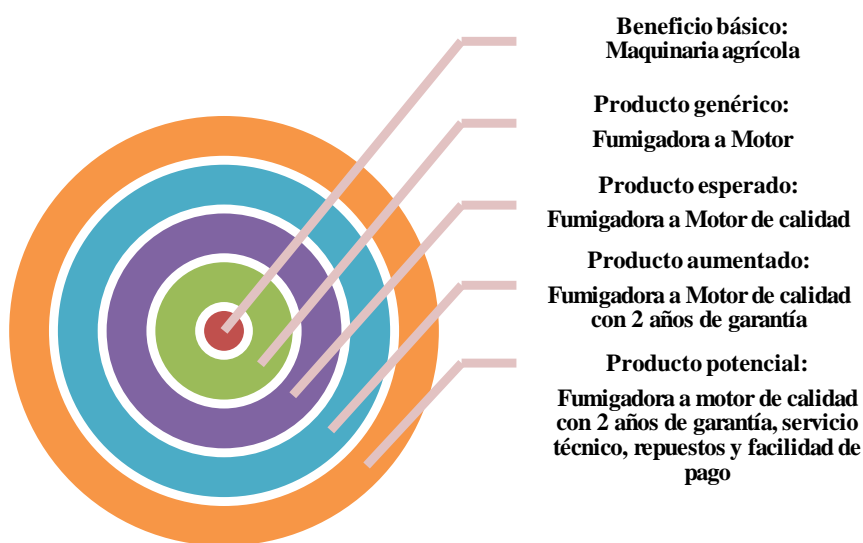 Beneficio básico:
Maquinaria agrícola
Producto genérico:
Fumigadora a Motor
Producto esperado:
Fumigadora a Motor de calidad
Producto aumentado:
Fumigadora a Motor de calidad
con 2 años de garantía
Producto potencial:
Fumigadora a motor de calidad
con 2 años de garantía, servicio
técnico, repuestos y facilidad de
pago